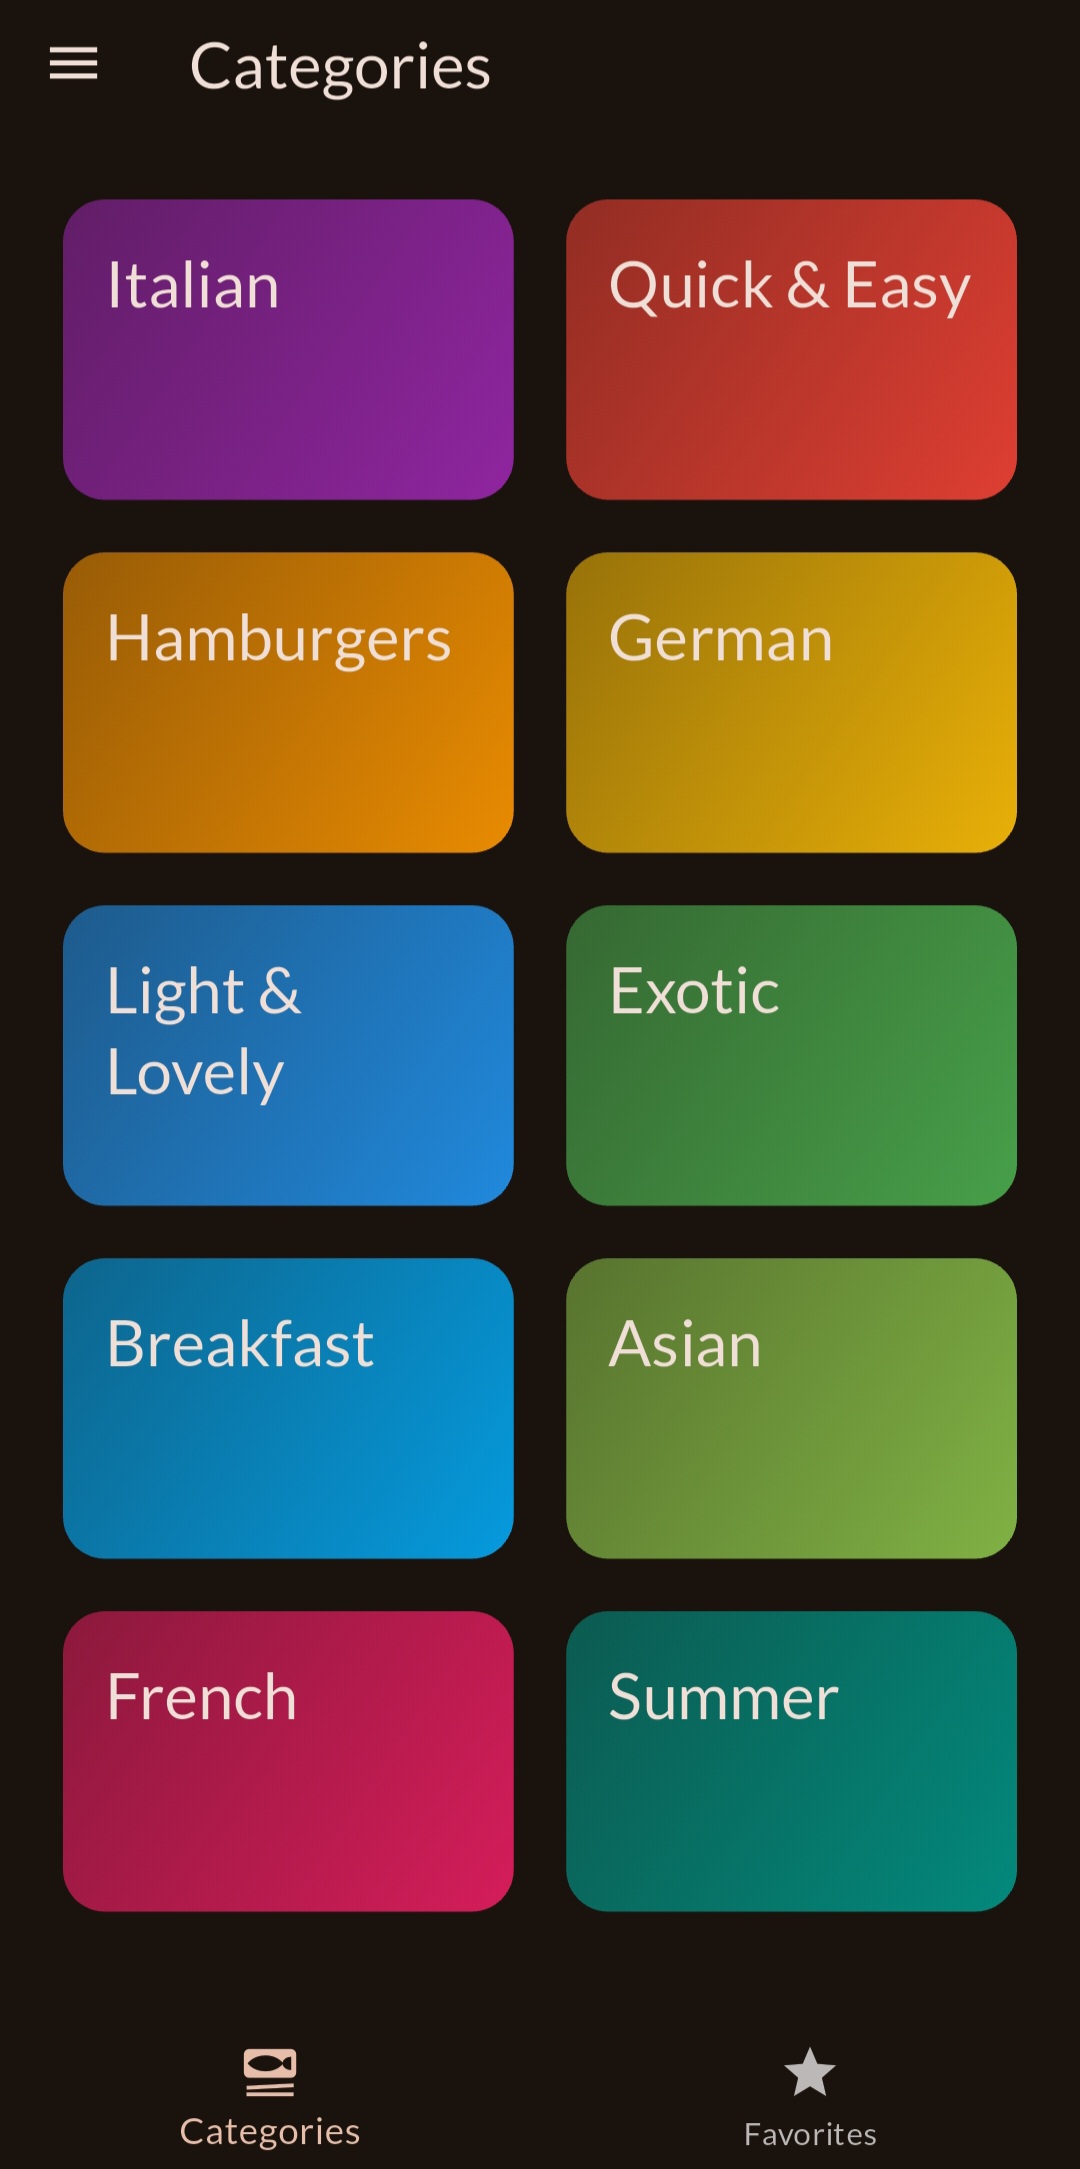 Categories
Italian
Quick & Easy
Hamburgers
German
Light &
Lovely
Exotic
Breakfast
Asian
French
Summer
Categories
Favorites